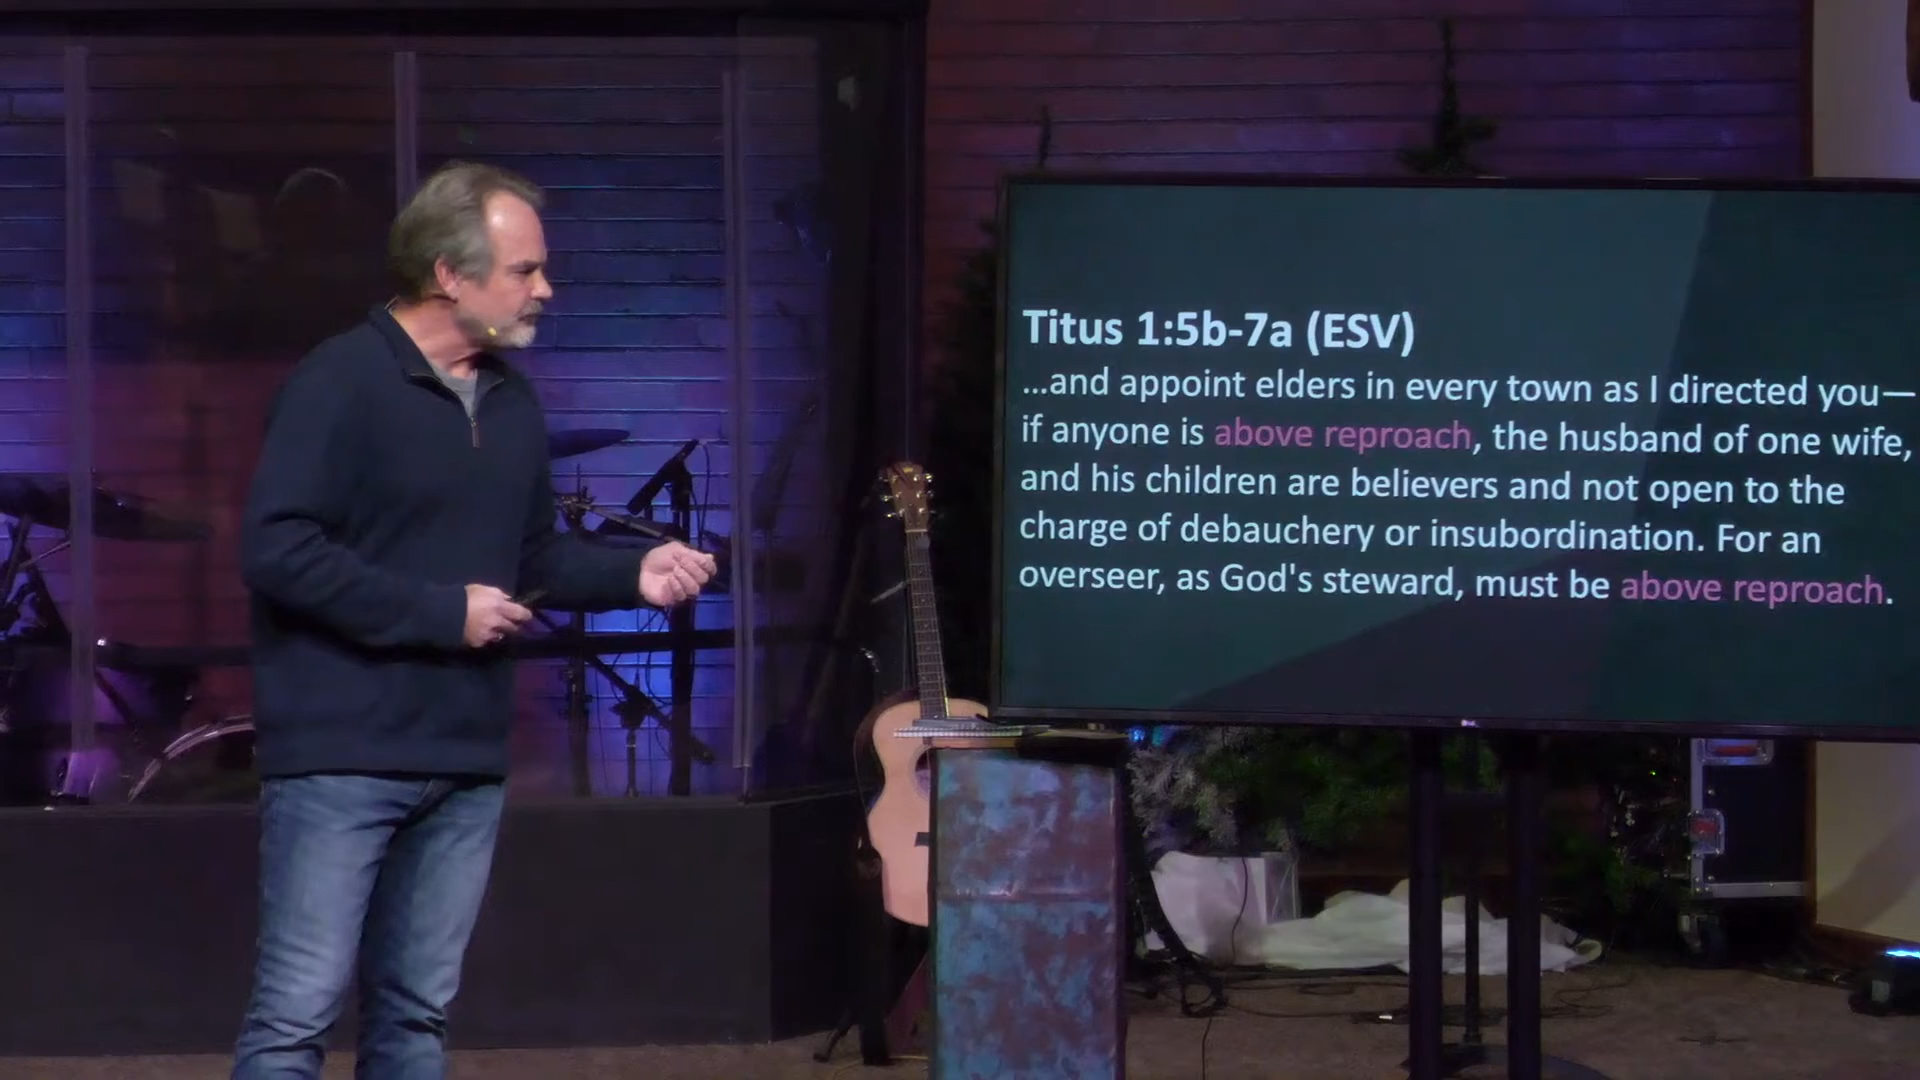 Titus 1:5b-7a (ESV)
...and appoint elders in every town as I directed you—
if anyone is above reproach, the husband of one wife,
and his children are believers and not open to the
charge of debauchery or insubordination. For an
overseer, as God's steward, must be above reproach.